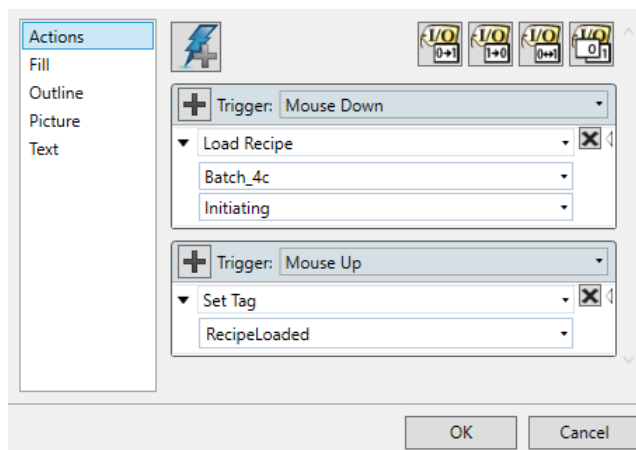 Actions
Fill
Outline
Picture
Text
I/O 0→1
I/O 1→0
I/O 0↔1
I/O 0 1
Trigger: Mouse Down
Load Recipe
Batch_4c
Initiating
Trigger: Mouse Up
Set Tag
RecipeLoaded
OK Cancel